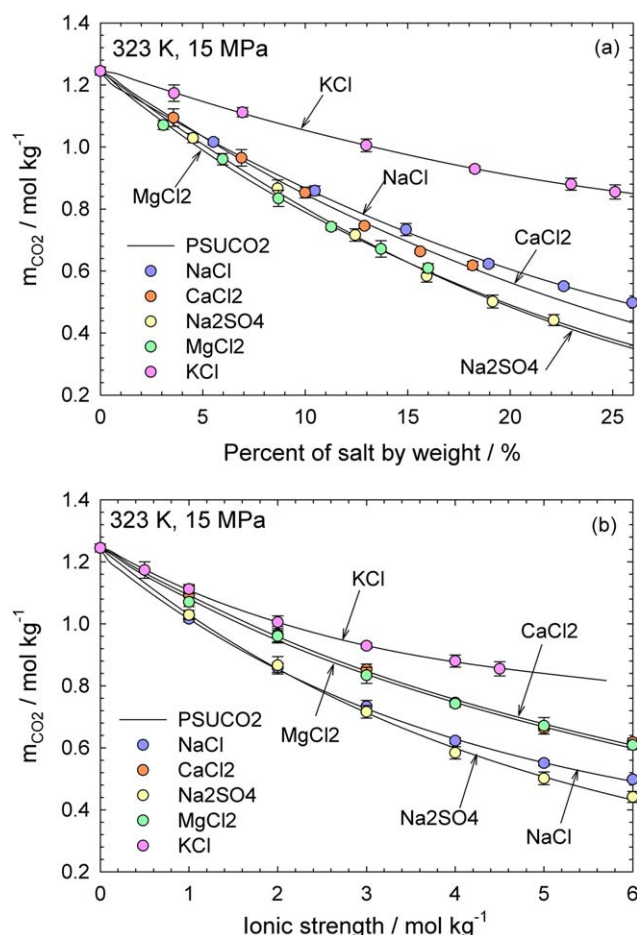 323 K, 15 MPa
(a)
1.4
1.2
1.0
0.8
0.6
0.4
0.2
m_CO2 / mol kg⁻¹
KCl
NaCl
MgCl2
CaCl2
Na2SO4
PSUCO2
NaCl
CaCl2
Na2SO4
MgCl2
KCl
0 5 10 15 20 25
Percent of salt by weight / %
323 K, 15 MPa
(b)
1.4
1.2
1.0
0.8
0.6
0.4
0.2
m_CO2 / mol kg⁻¹
KCl
CaCl2
MgCl2
Na2SO4
NaCl
PSUCO2
NaCl
CaCl2
Na2SO4
MgCl2
KCl
0 1 2 3 4 5 6
Ionic strength / mol kg⁻¹